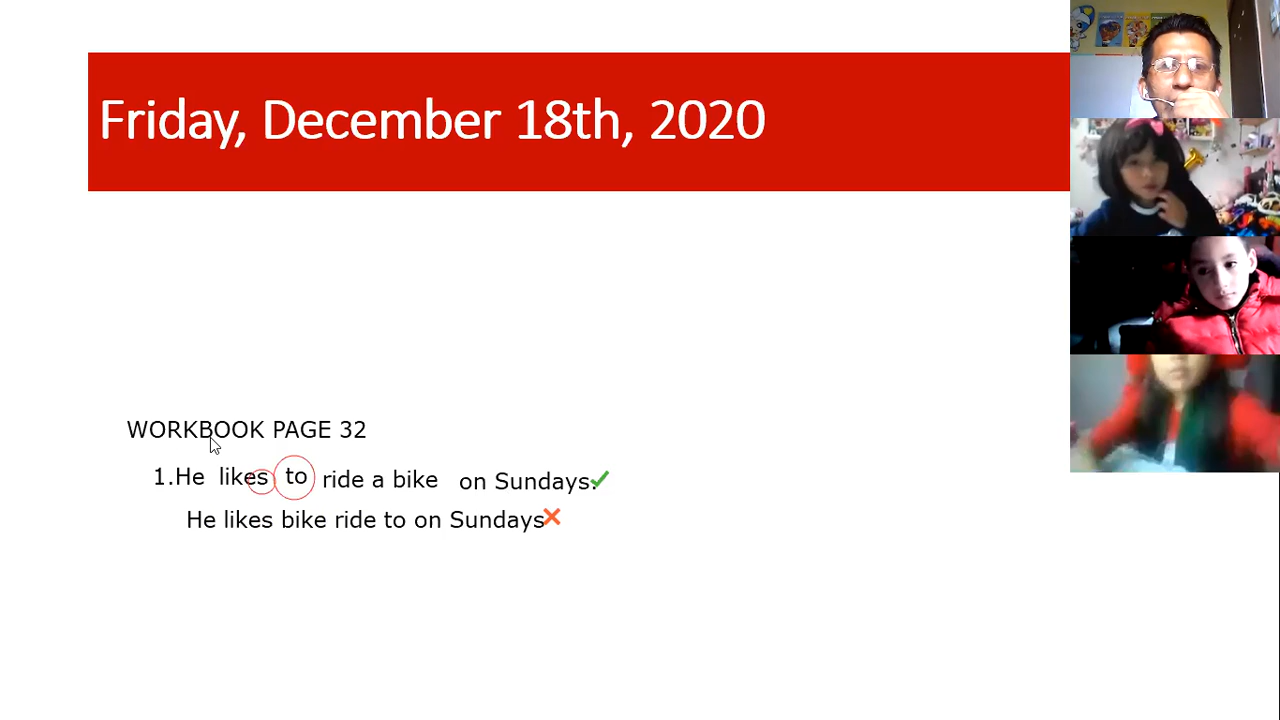 Friday, December 18th, 2020
WORKBOOK PAGE 32
1.He likes to ride a bike on Sundays.
He likes bike ride to on Sundays